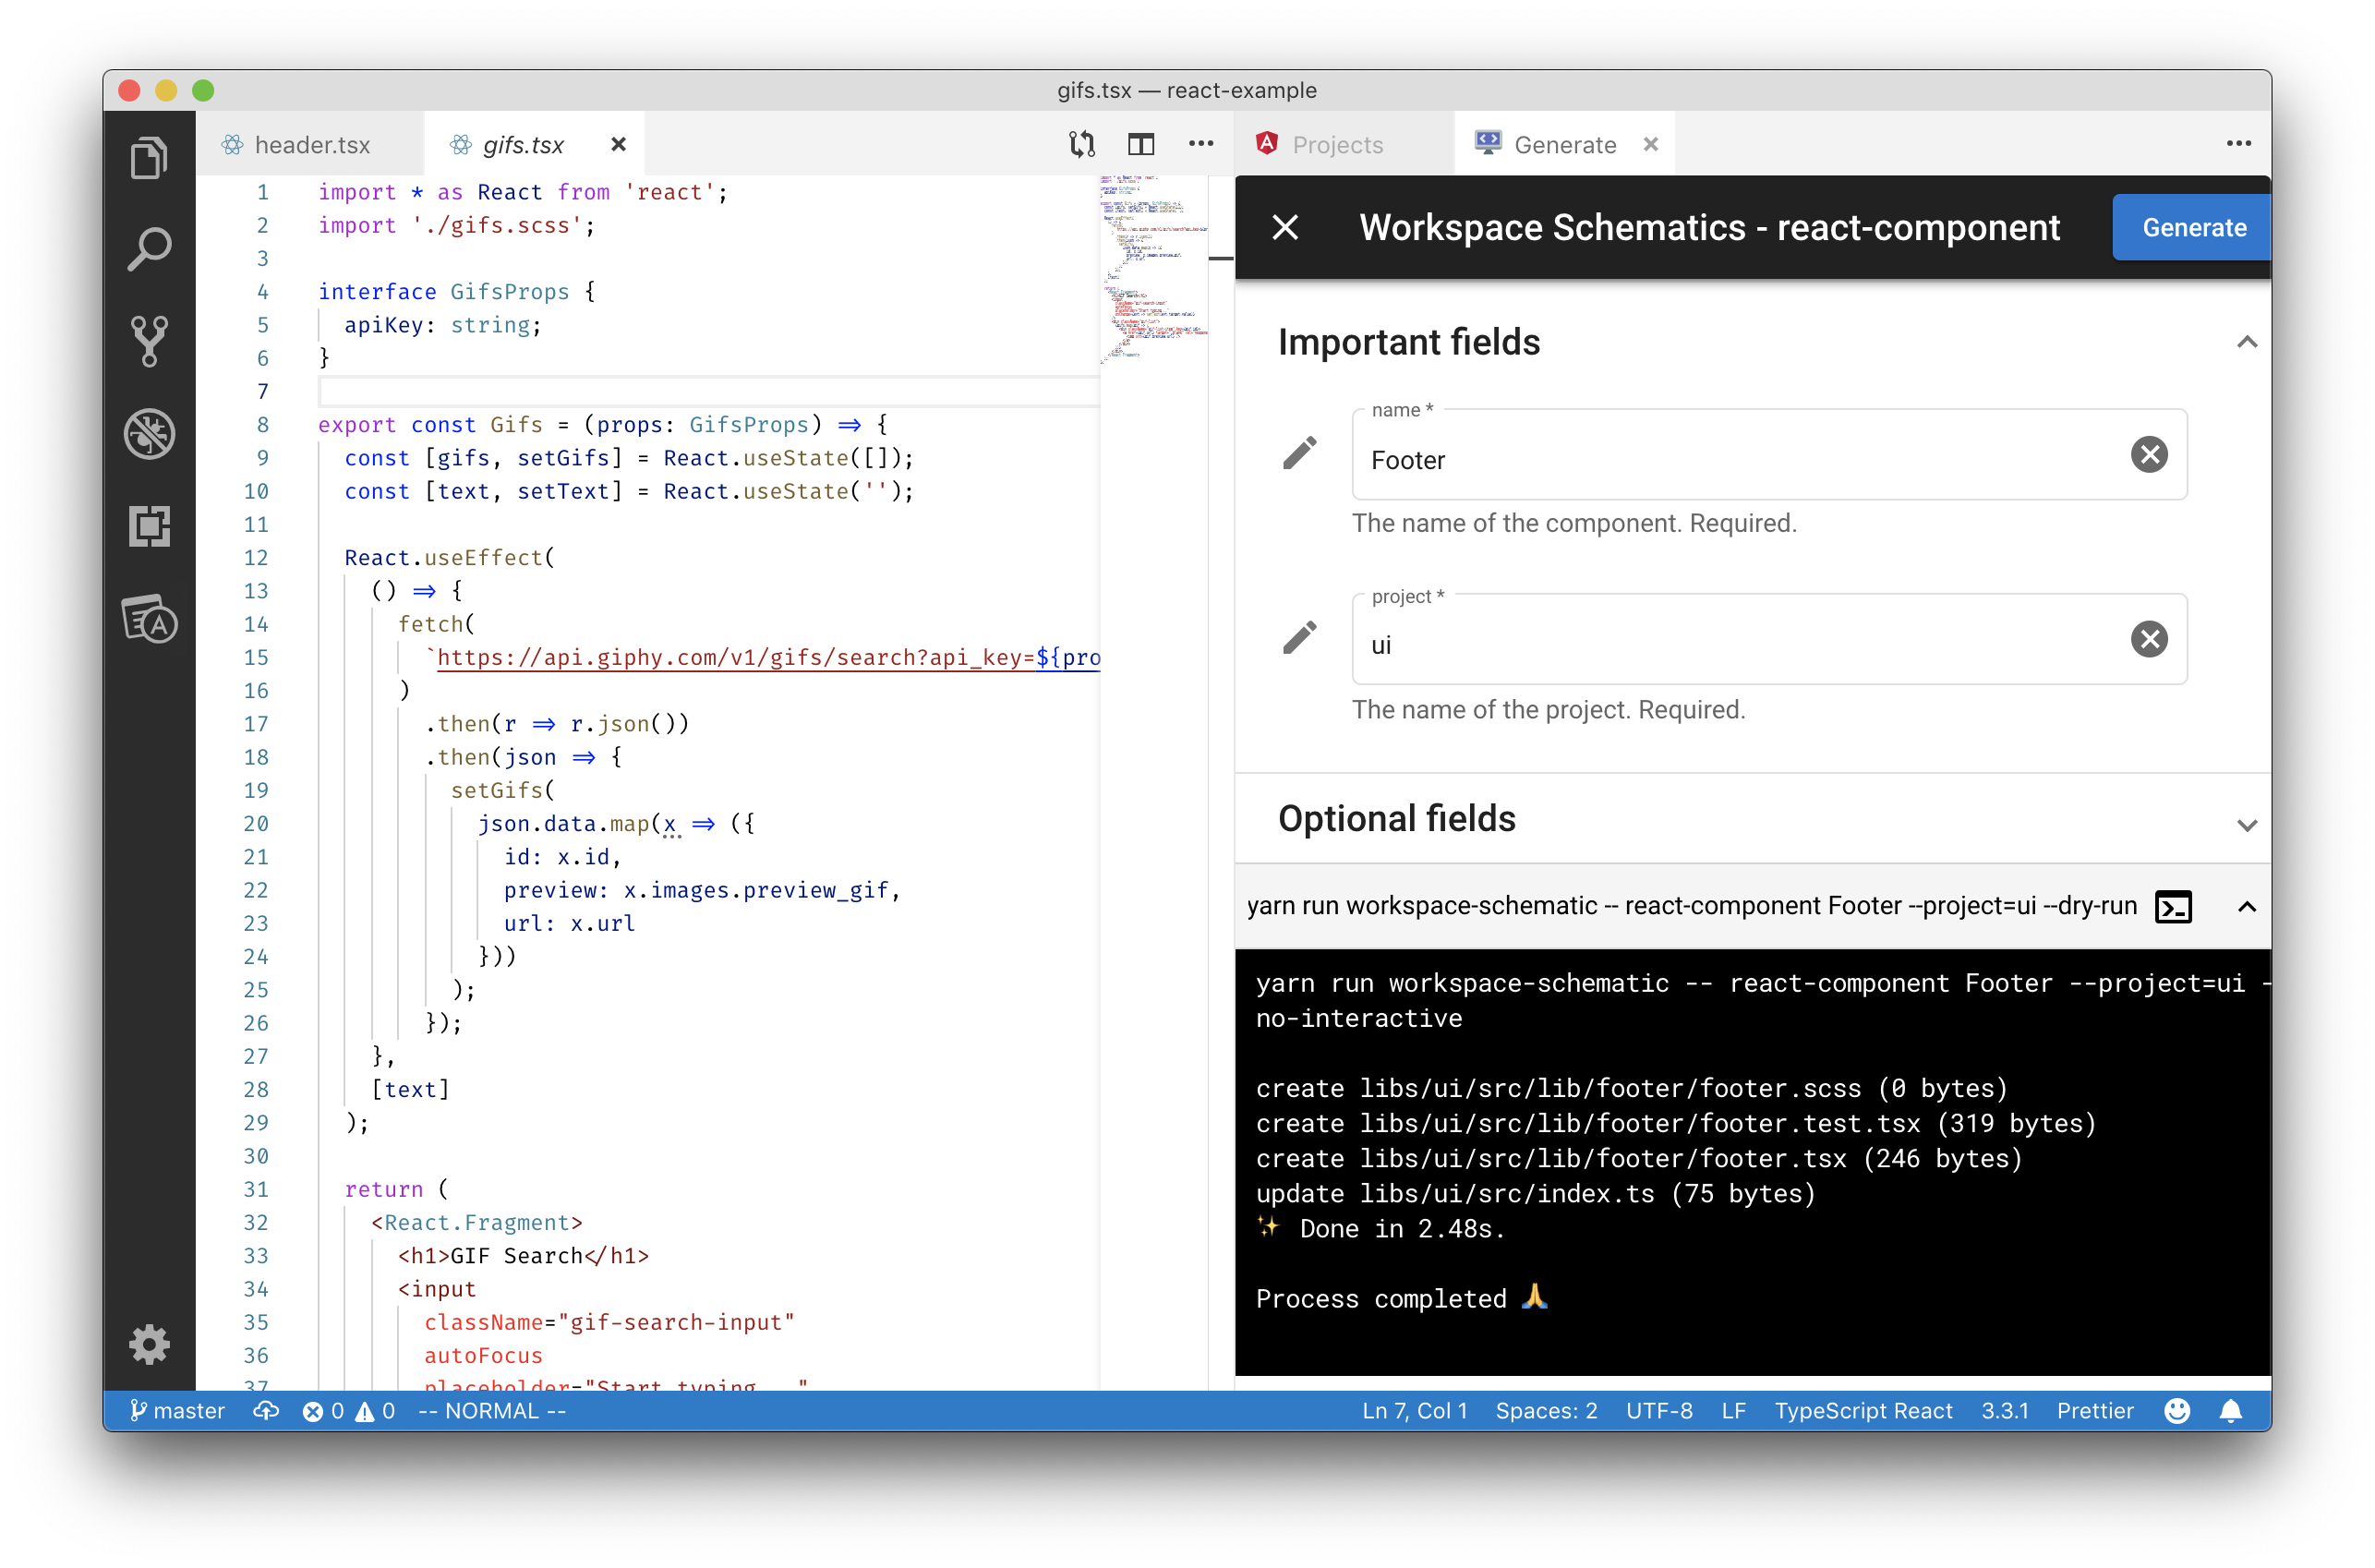 gifs.tsx — react-example
header.tsx
gifs.tsx
Projects
Generate
1 import * as React from 'react';
2 import './gifs.scss';
3
4 interface GifsProps {
5 apiKey: string;
6 }
7
8 export const Gifs = (props: GifsProps) => {
9 const [gifs, setGifs] = React.useState([]);
10 const [text, setText] = React.useState('');
11
12 React.useEffect(
13 () => {
14 fetch(
15 `https://api.giphy.com/v1/gifs/search?api_key=${pro
16 )
17 .then(r => r.json())
18 .then(json => {
19 setGifs(
20 json.data.map(x => ({
21 id: x.id,
22 preview: x.images.preview_gif,
23 url: x.url
24 }))
25 );
26 });
27 },
28 [text]
29 );
30
31 return (
32 <React.Fragment>
33 <h1>GIF Search</h1>
34 <input
35 className="gif-search-input"
36 autoFocus
37 placeholder="Start typing..."
Workspace Schematics - react-component
Generate
Important fields
name *
Footer
The name of the component. Required.
project *
ui
The name of the project. Required.
Optional fields
yarn run workspace-schematic -- react-component Footer --project=ui --dry-run
yarn run workspace-schematic -- react-component Footer --project=ui -
no-interactive
create libs/ui/src/lib/footer/footer.scss (0 bytes)
create libs/ui/src/lib/footer/footer.test.tsx (319 bytes)
create libs/ui/src/lib/footer/footer.tsx (246 bytes)
update libs/ui/src/index.ts (75 bytes)
✨ Done in 2.48s.
Process completed 🙏
master 0 0 -- NORMAL -- Ln 7, Col 1 Spaces: 2 UTF-8 LF TypeScript React 3.3.1 Prettier